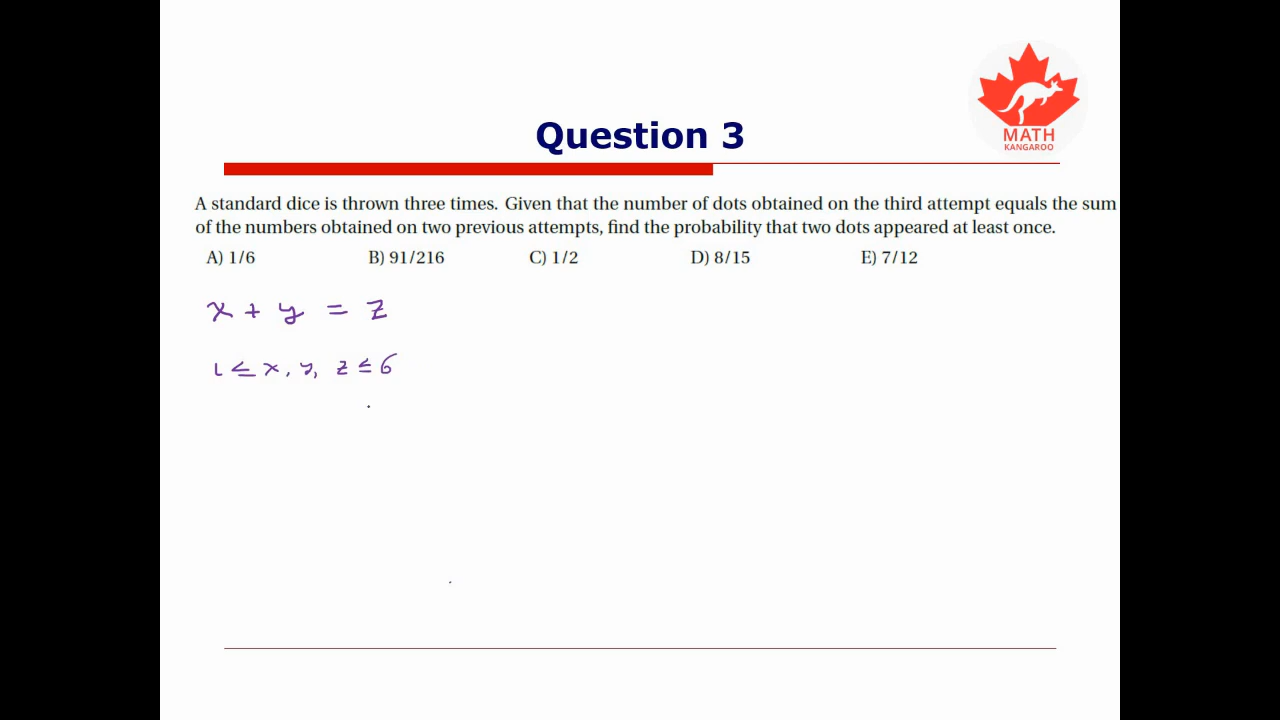 MATH
KANGAROO
Question 3
A standard dice is thrown three times. Given that the number of dots obtained on the third attempt equals the sum
of the numbers obtained on two previous attempts, find the probability that two dots appeared at least once.
A) 1/6 B) 91/216 C) 1/2 D) 8/15 E) 7/12
x + y = z
1 ≤ x, y, z ≤ 6